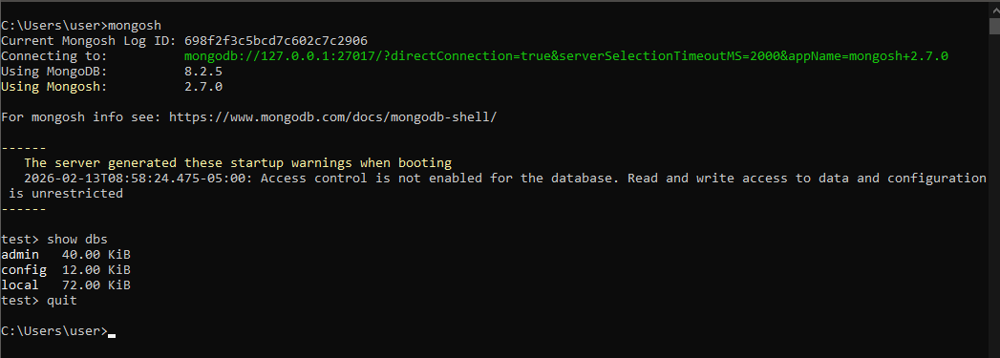 C:\Users\user>mongosh
Current Mongosh Log ID: 698f2f3c5bcd7c602c7c2906
Connecting to:          mongodb://127.0.0.1:27017/?directConnection=true&serverSelectionTimeoutMS=2000&appName=mongosh+2.7.0
Using MongoDB:          8.2.5
Using Mongosh:          2.7.0
For mongosh info see: https://www.mongodb.com/docs/mongodb-shell/
------
   The server generated these startup warnings when booting
   2026-02-13T08:58:24.475-05:00: Access control is not enabled for the database. Read and write access to data and configuration
 is unrestricted
------
test> show dbs
admin   40.00 KiB
config  12.00 KiB
local   72.00 KiB
test> quit
C:\Users\user>